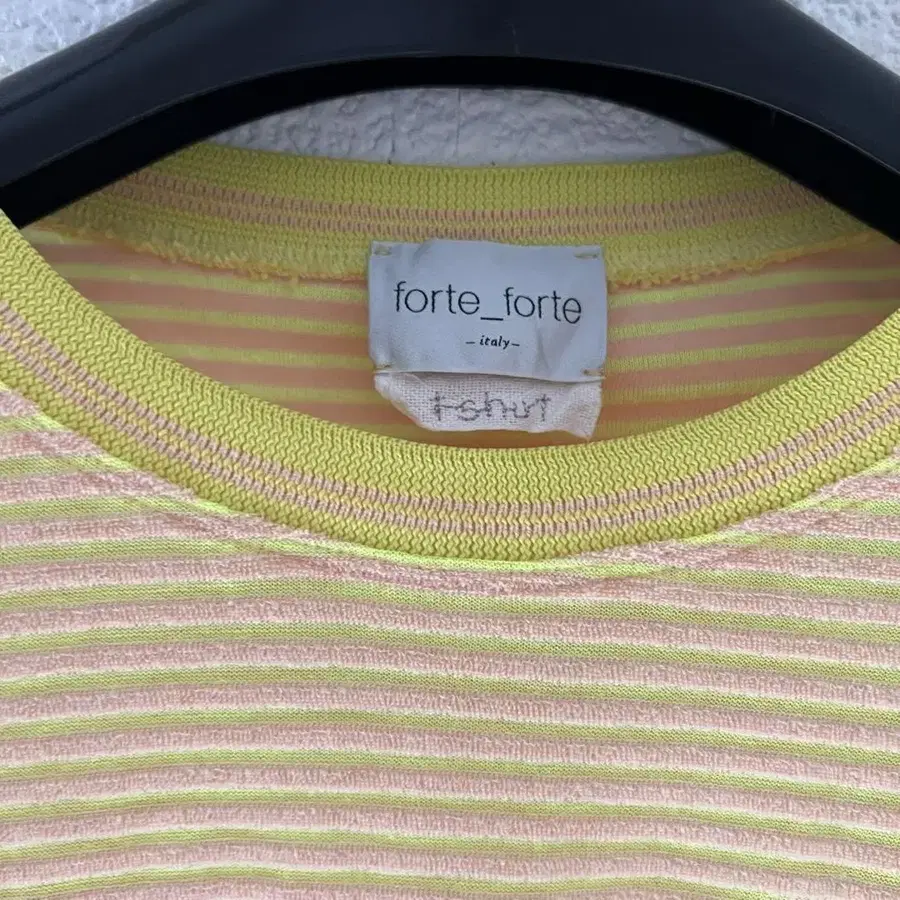 forte_forte
– italy –
t-shirt